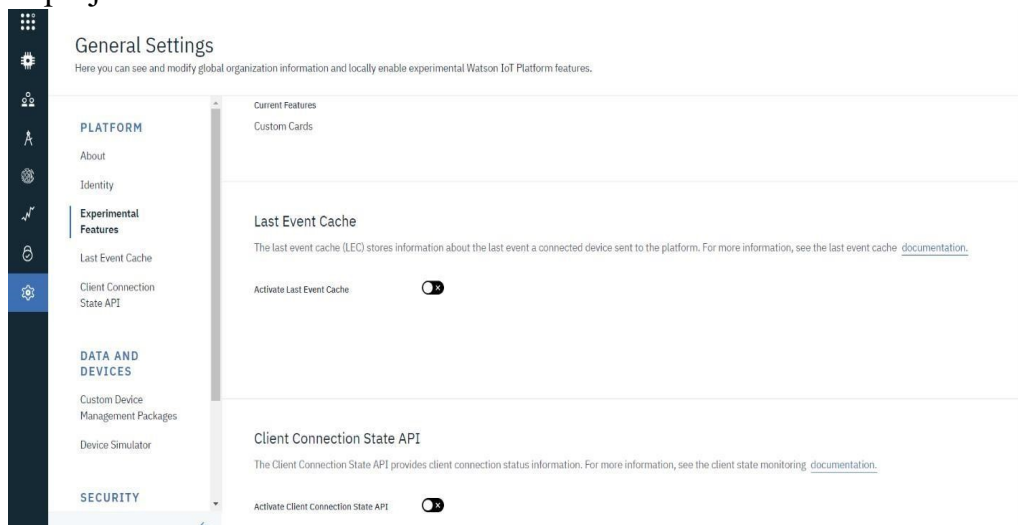 General Settings
Here you can see and modify global organization information and locally enable experimental Watson IoT Platform features.
PLATFORM
About
Identity
Experimental
Features
Last Event Cache
Client Connection
State API
DATA AND
DEVICES
Custom Device
Management Packages
Device Simulator
SECURITY
Current Features
Custom Cards
Last Event Cache
The last event cache (LEC) stores information about the last event a connected device sent to the platform. For more information, see the last event cache documentation.
Activate Last Event Cache
Client Connection State API
The Client Connection State API provides client connection status information. For more information, see the client state monitoring documentation.
Activate Client Connection State API